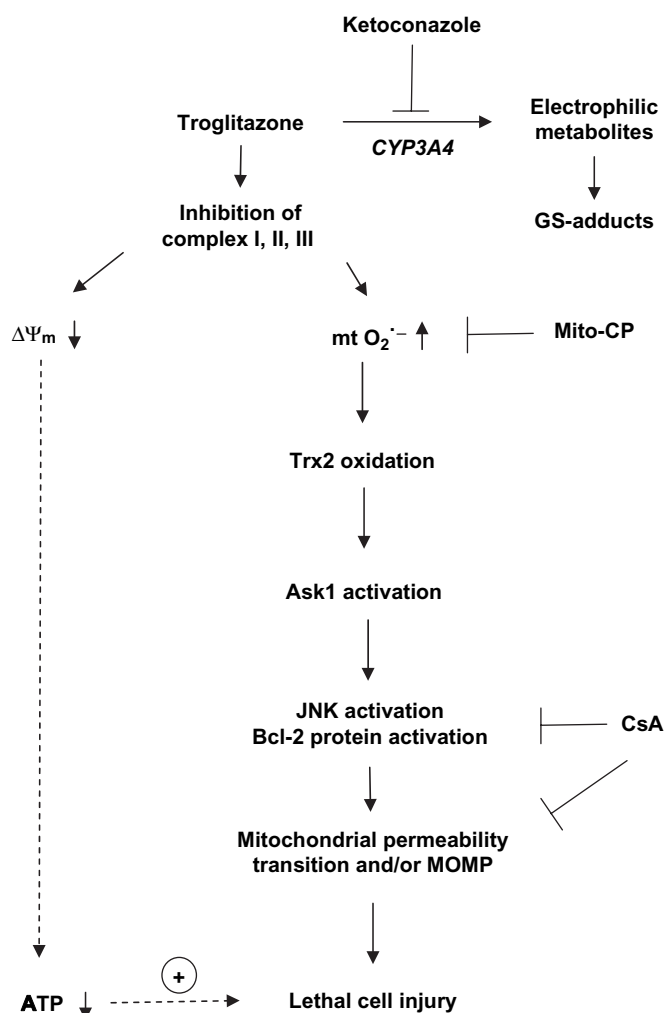 Ketoconazole
Troglitazone
CYP3A4
Electrophilic
metabolites
GS-adducts
Inhibition of
complex I, II, III
ΔΨm ↓
mt O2·− ↑
Mito-CP
Trx2 oxidation
Ask1 activation
JNK activation
Bcl-2 protein activation
CsA
Mitochondrial permeability
transition and/or MOMP
ATP ↓
+
Lethal cell injury